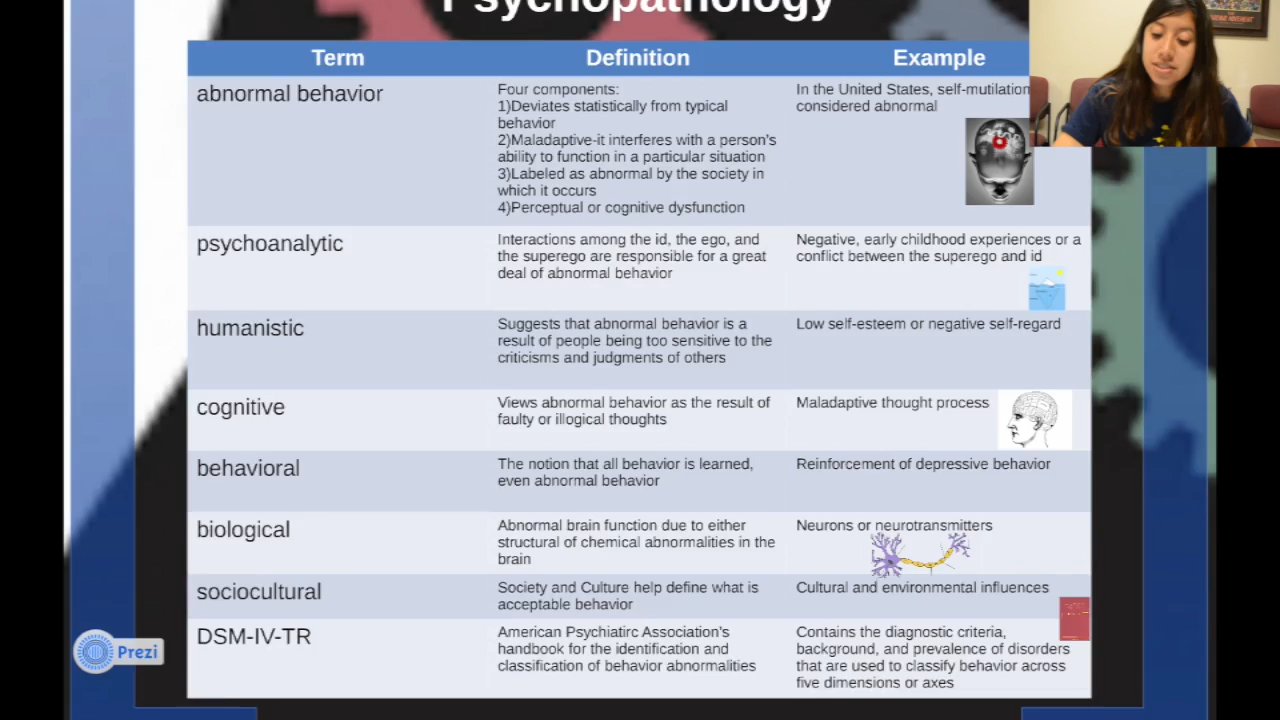 Psychopathology
Term Definition Example
abnormal behavior
Four components:
1)Deviates statistically from typical
behavior
2)Maladaptive-it interferes with a person's
ability to function in a particular situation
3)Labeled as abnormal by the society in
which it occurs
4)Perceptual or cognitive dysfunction
In the United States, self-mutilation
considered abnormal
psychoanalytic
Interactions among the id, the ego, and
the superego are responsible for a great
deal of abnormal behavior
Negative, early childhood experiences or a
conflict between the superego and id
humanistic
Suggests that abnormal behavior is a
result of people being too sensitive to the
criticisms and judgments of others
Low self-esteem or negative self-regard
cognitive
Views abnormal behavior as the result of
faulty or illogical thoughts
Maladaptive thought process
behavioral
The notion that all behavior is learned,
even abnormal behavior
Reinforcement of depressive behavior
biological
Abnormal brain function due to either
structural of chemical abnormalities in the
brain
Neurons or neurotransmitters
sociocultural
Society and Culture help define what is
acceptable behavior
Cultural and environmental influences
DSM-IV-TR
American Psychiatirc Association's
handbook for the identification and
classification of behavior abnormalities
Contains the diagnostic criteria,
background, and prevalence of disorders
that are used to classify behavior across
five dimensions or axes
Prezi